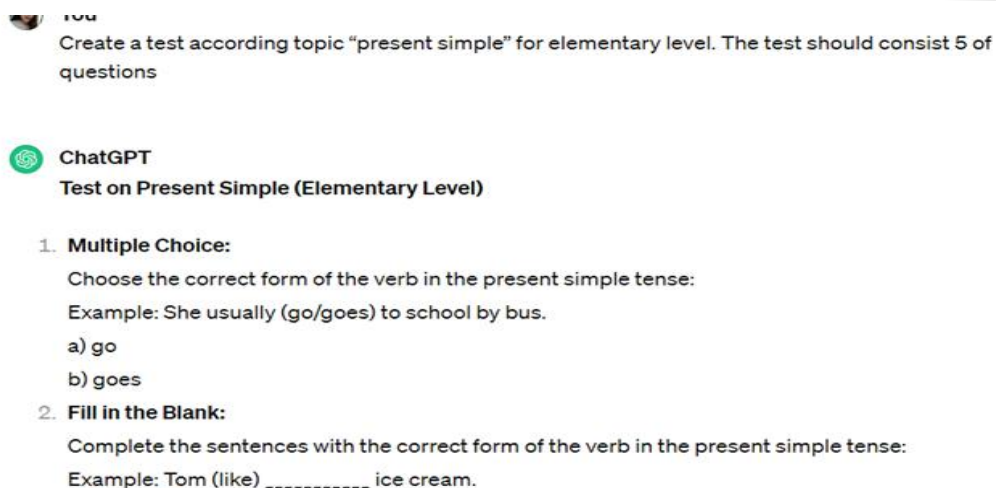 You
Create a test according topic “present simple” for elementary level. The test should consist 5 of
questions
ChatGPT
Test on Present Simple (Elementary Level)
1. Multiple Choice:
Choose the correct form of the verb in the present simple tense:
Example: She usually (go/goes) to school by bus.
a) go
b) goes
2. Fill in the Blank:
Complete the sentences with the correct form of the verb in the present simple tense:
Example: Tom (like) ___________ ice cream.